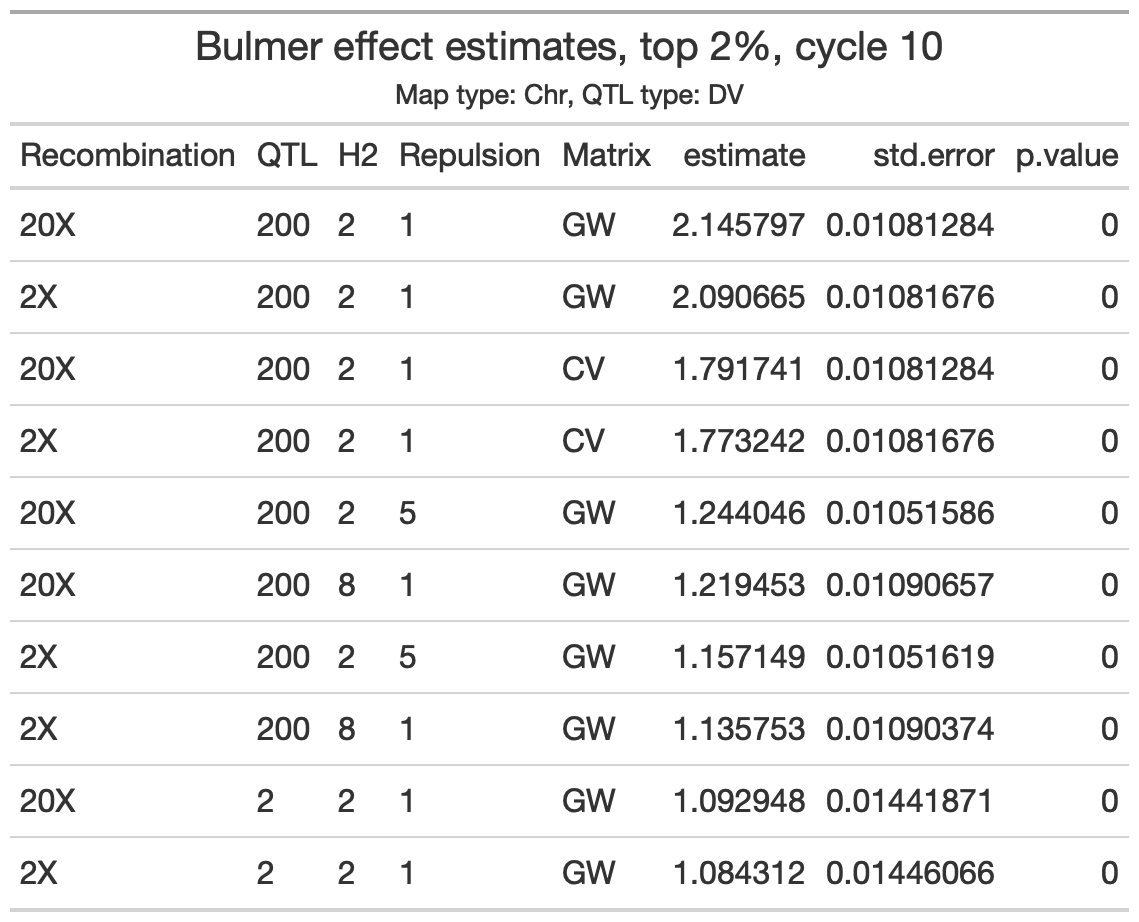 Bulmer effect estimates, top 2%, cycle 10
Map type: Chr, QTL type: DV
Recombination QTL H2 Repulsion Matrix estimate std.error p.value
20X 200 2 1 GW 2.145797 0.01081284 0
2X 200 2 1 GW 2.090665 0.01081676 0
20X 200 2 1 CV 1.791741 0.01081284 0
2X 200 2 1 CV 1.773242 0.01081676 0
20X 200 2 5 GW 1.244046 0.01051586 0
20X 200 8 1 GW 1.219453 0.01090657 0
2X 200 2 5 GW 1.157149 0.01051619 0
2X 200 8 1 GW 1.135753 0.01090374 0
20X 2 2 1 GW 1.092948 0.01441871 0
2X 2 2 1 GW 1.084312 0.01446066 0